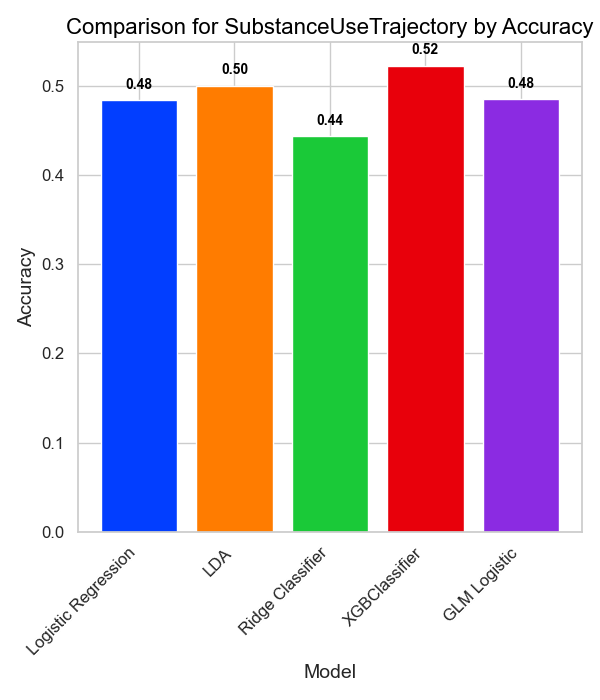 Comparison for SubstanceUseTrajectory by Accuracy
0.48
0.50
0.44
0.52
0.48
0.5
0.4
0.3
0.2
0.1
0.0
Accuracy
Logistic Regression
LDA
Ridge Classifier
XGBClassifier
GLM Logistic
Model